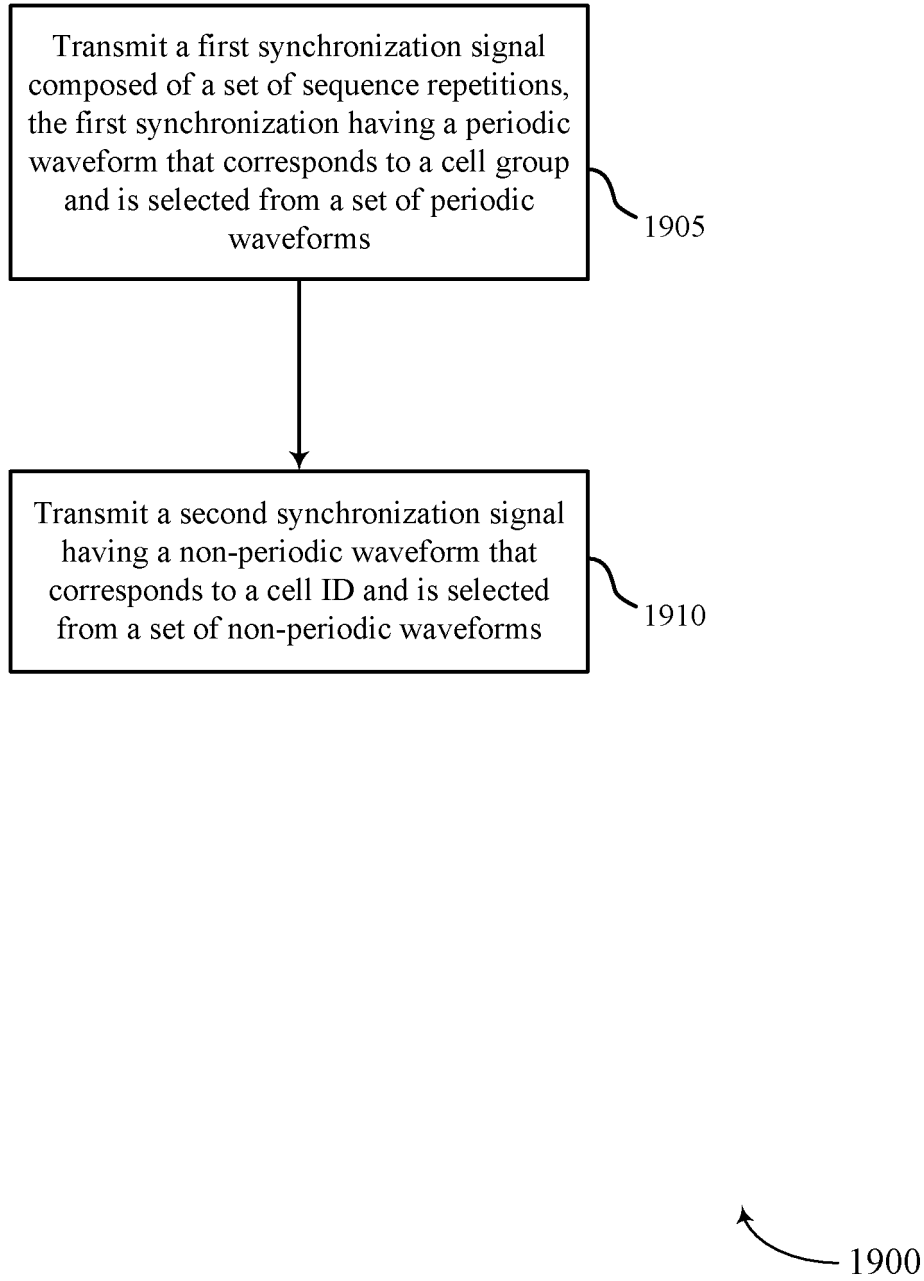 Transmit a first synchronization signal
composed of a set of sequence repetitions,
the first synchronization having a periodic
waveform that corresponds to a cell group
and is selected from a set of periodic
waveforms
1905
Transmit a second synchronization signal
having a non-periodic waveform that
corresponds to a cell ID and is selected
from a set of non-periodic waveforms
1910
1900